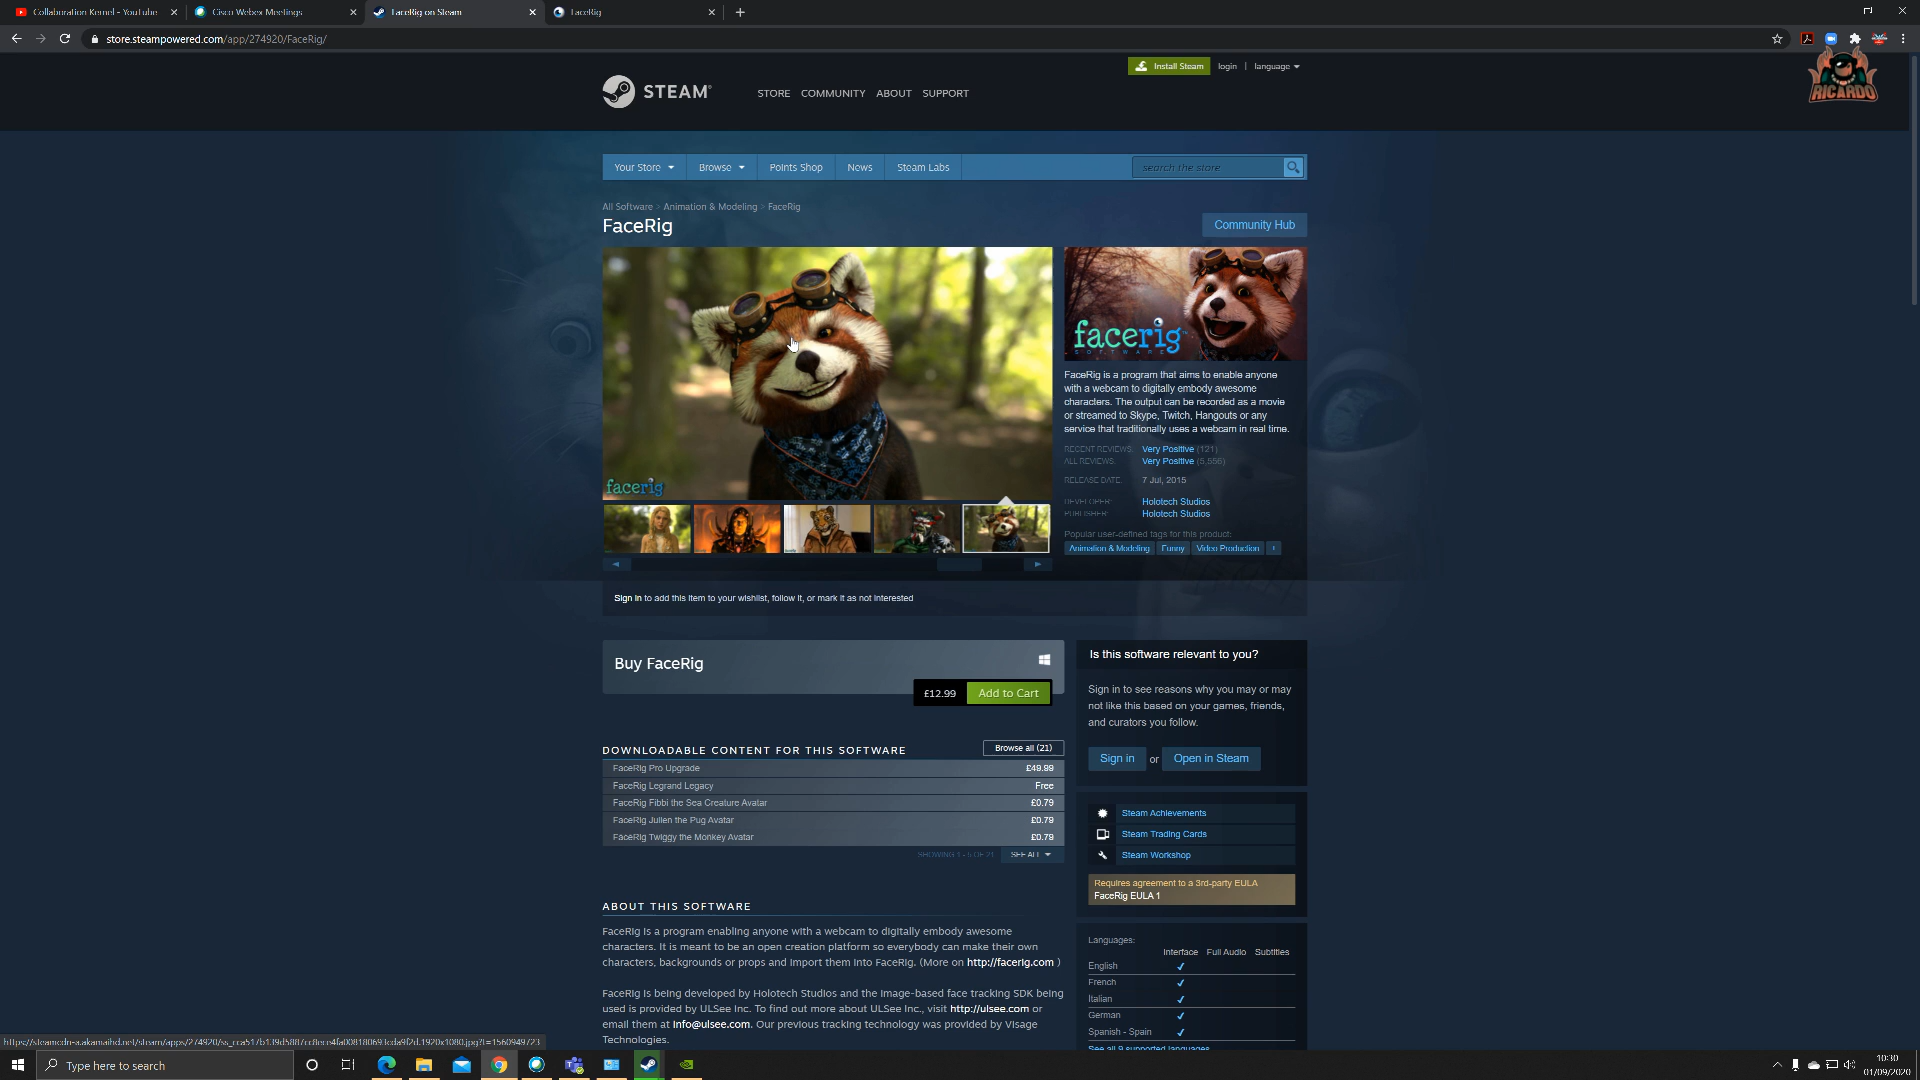 Collaboration Kernel - YouTube
Cisco Webex Meetings
FaceRig on Steam
FaceRig
store.steampowered.com/app/274920/FaceRig/
RICARDO
Install Steam login | language
STEAM
STORE COMMUNITY ABOUT SUPPORT
Your Store Browse Points Shop News Steam Labs
search the store
All Software > Animation & Modeling > FaceRig
FaceRig
Community Hub
facerig
facerig
SOFTWARE
FaceRig is a program that aims to enable anyone
with a webcam to digitally embody awesome
characters. The output can be recorded as a movie
or streamed to Skype, Twitch, Hangouts or any
service that traditionally uses a webcam in real time.
RECENT REVIEWS: Very Positive (121)
ALL REVIEWS: Very Positive (5,556)
RELEASE DATE: 7 Jul, 2015
DEVELOPER: Holotech Studios
PUBLISHER: Holotech Studios
Popular user-defined tags for this product:
Animation & Modeling Funny Video Production +
Sign in to add this item to your wishlist, follow it, or mark it as not interested
Buy FaceRig
£12.99 Add to Cart
Is this software relevant to you?
Sign in to see reasons why you may or may
not like this based on your games, friends,
and curators you follow.
Sign in or Open in Steam
DOWNLOADABLE CONTENT FOR THIS SOFTWARE
Browse all (21)
FaceRig Pro Upgrade £49.99
FaceRig Legrand Legacy Free
FaceRig Fibbi the Sea Creature Avatar £0.79
FaceRig Julien the Pug Avatar £0.79
FaceRig Twiggy the Monkey Avatar £0.79
SHOWING 1 - 5 OF 21 SEE ALL
Steam Achievements
Steam Trading Cards
Steam Workshop
Requires agreement to a 3rd-party EULA
FaceRig EULA 1
ABOUT THIS SOFTWARE
FaceRig is a program enabling anyone with a webcam to digitally embody awesome
characters. It is meant to be an open creation platform so everybody can make their own
characters, backgrounds or props and import them into FaceRig. (More on http://facerig.com )
FaceRig is being developed by Holotech Studios and the image-based face tracking SDK being
used is provided by ULSee Inc. To find out more about ULSee Inc., visit http://ulsee.com or
email them at info@ulsee.com. Our previous tracking technology was provided by Visage
Technologies.
Languages:
Interface Full Audio Subtitles
English
French
Italian
German
Spanish - Spain
See all 9 supported languages
Type here to search
10:30
01/09/2020